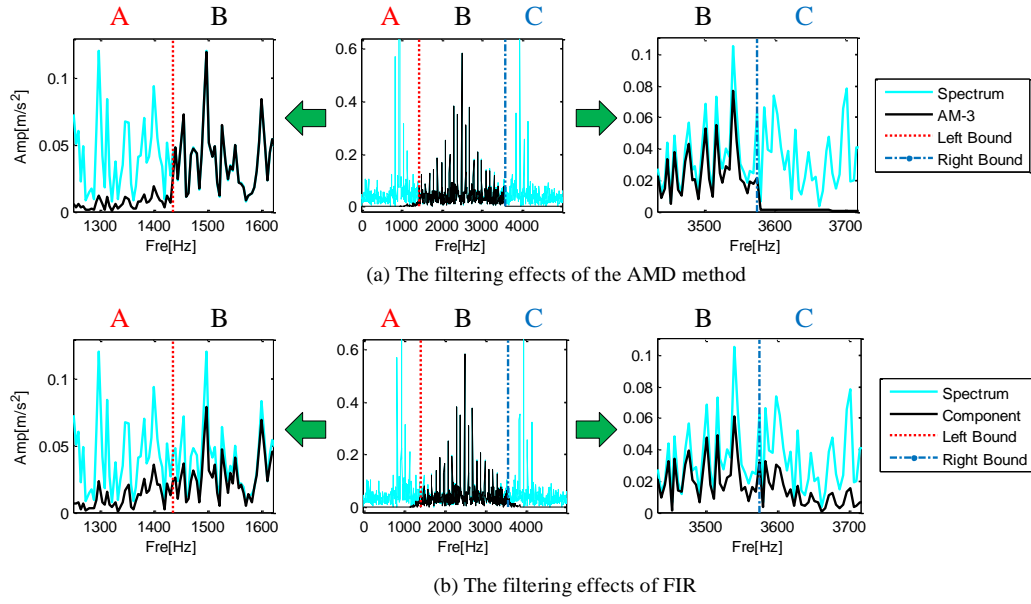 A B A B C B C
0.1
0.05
0
Amp[m/s²]
1300 1400 1500 1600
Fre[Hz]
0.6
0.4
0.2
0
0 1000 2000 3000 4000
Fre[Hz]
0.1
0.08
0.06
0.04
0.02
0
3500 3600 3700
Fre[Hz]
Spectrum
AM-3
Left Bound
Right Bound
(a) The filtering effects of the AMD method
A B A B C B C
0.1
0.05
0
Amp[m/s²]
1300 1400 1500 1600
Fre[Hz]
0.6
0.4
0.2
0
0 1000 2000 3000 4000
Fre[Hz]
0.1
0.08
0.06
0.04
0.02
0
3500 3600 3700
Fre[Hz]
Spectrum
Component
Left Bound
Right Bound
(b) The filtering effects of FIR